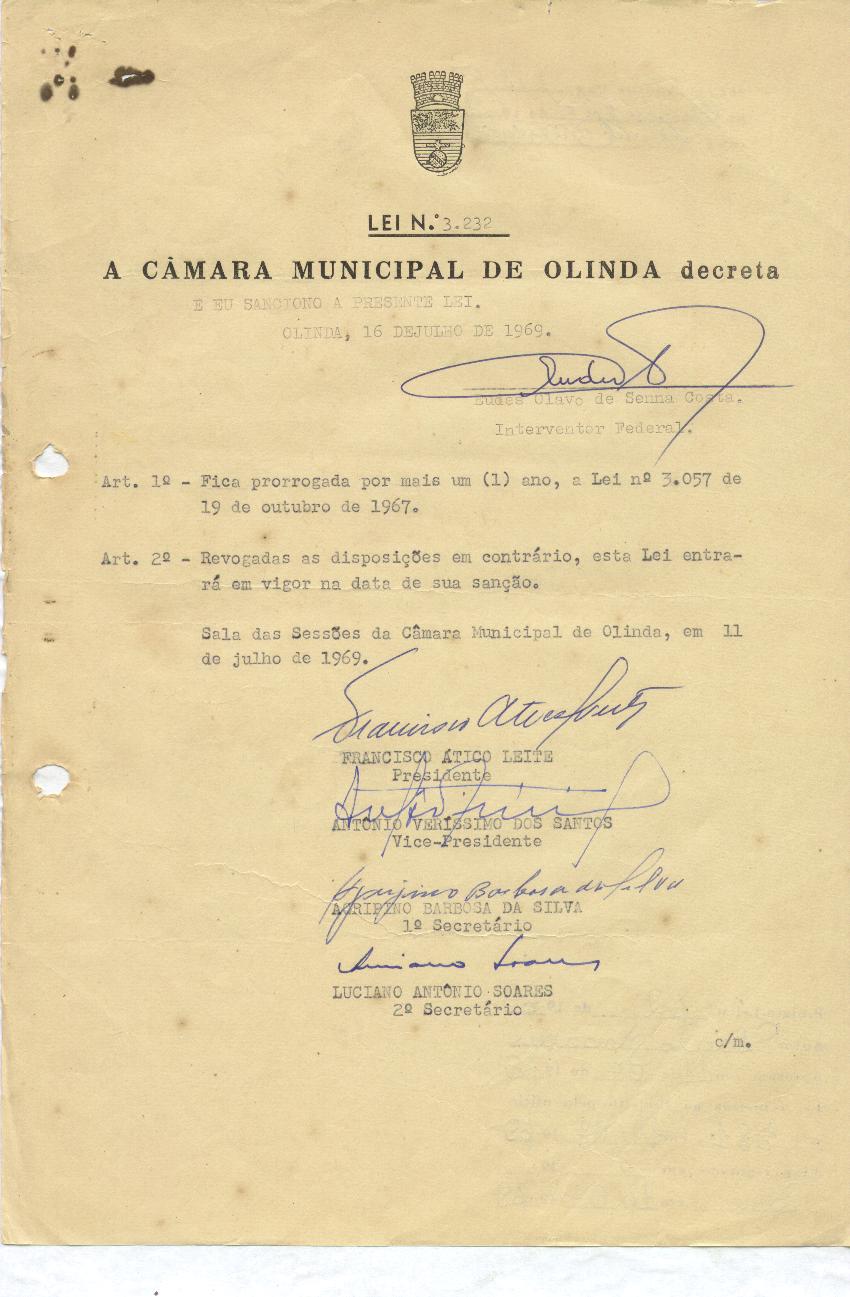 LEI N.º 3.232
A CÂMARA MUNICIPAL DE OLINDA decreta
E EU SANCIONO A PRESENTE LEI.
OLINDA, 16 DEJULHO DE 1969.
Eudes Olavo de Senna Costa.
Interventor Federal.
Art. 1º - Fica prorrogada por mais um (1) ano, a Lei nº 3.057 de
19 de outubro de 1967.
Art. 2º - Revogadas as disposições em contrário, esta Lei entra-
rá em vigor na data de sua sanção.
Sala das Sessões da Câmara Municipal de Olinda, em 11
de julho de 1969.
FRANCISCO ÁTICO LEITE
Presidente
ANTÔNIO VERÍSSIMO DOS SANTOS
Vice-Presidente
Agripino Barbosa da Silva
AGRIPINO BARBOSA DA SILVA
1º Secretário
Luciano Soares
LUCIANO ANTÔNIO SOARES
2º Secretário
c/m.